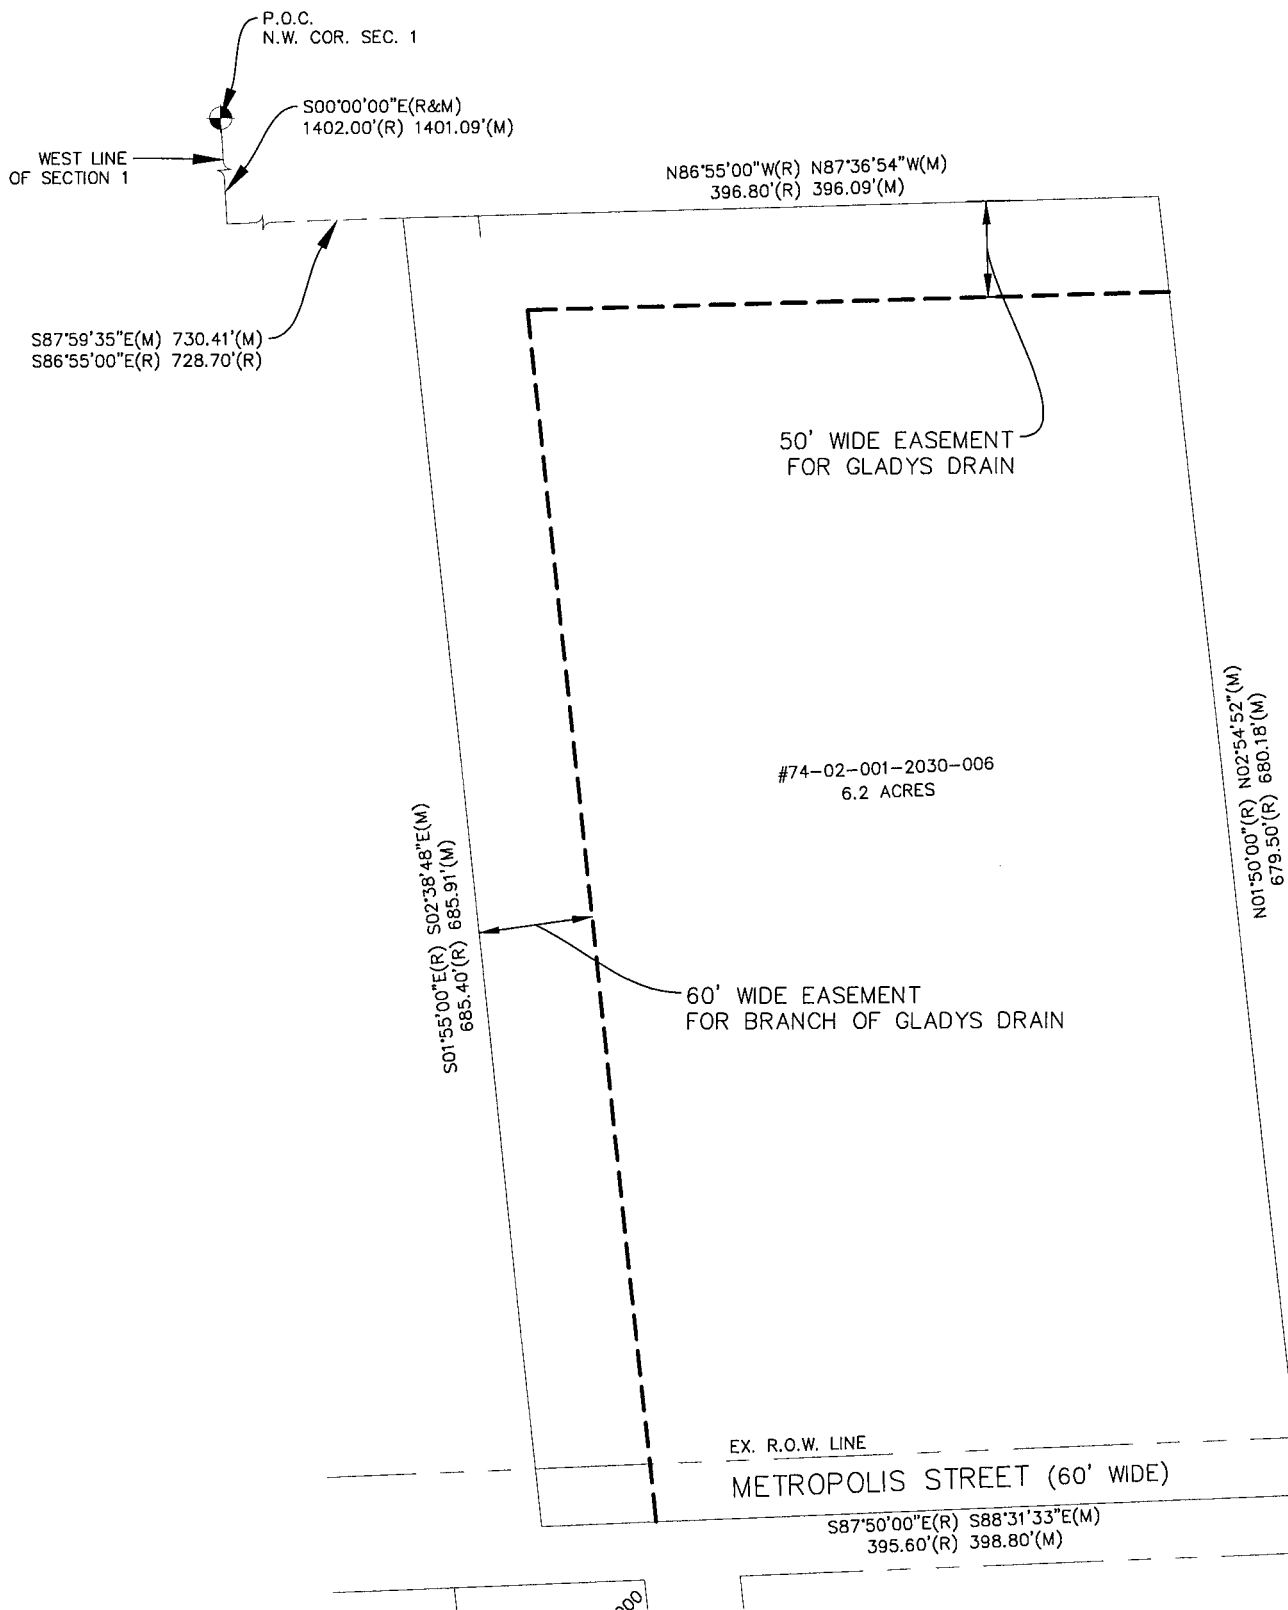 P.O.C.
N.W. COR. SEC. 1
S00°00'00"E(R&M)
1402.00'(R) 1401.09'(M)
WEST LINE
OF SECTION 1
N86°55'00"W(R) N87°36'54"W(M)
396.80'(R) 396.09'(M)
S87°59'35"E(M) 730.41'(M)
S86°55'00"E(R) 728.70'(R)
50' WIDE EASEMENT
FOR GLADYS DRAIN
#74-02-001-2030-006
6.2 ACRES
N01°50'00"(R) N02°54'52"(M)
679.50'(R) 680.18'(M)
S01°55'00"E(R) S02°38'48"E(M)
685.40'(R) 685.91'(M)
60' WIDE EASEMENT
FOR BRANCH OF GLADYS DRAIN
EX. R.O.W. LINE
METROPOLIS STREET (60' WIDE)
S87°50'00"E(R) S88°31'33"E(M)
395.60'(R) 398.80'(M)
000